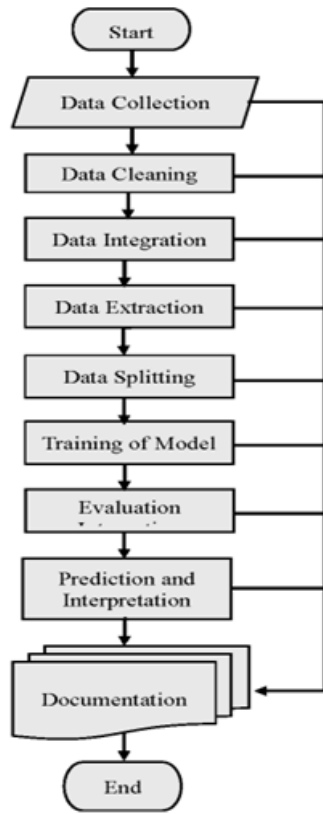 Start
Data Collection
Data Cleaning
Data Integration
Data Extraction
Data Splitting
Training of Model
Evaluation
Prediction and
Interpretation
Documentation
End